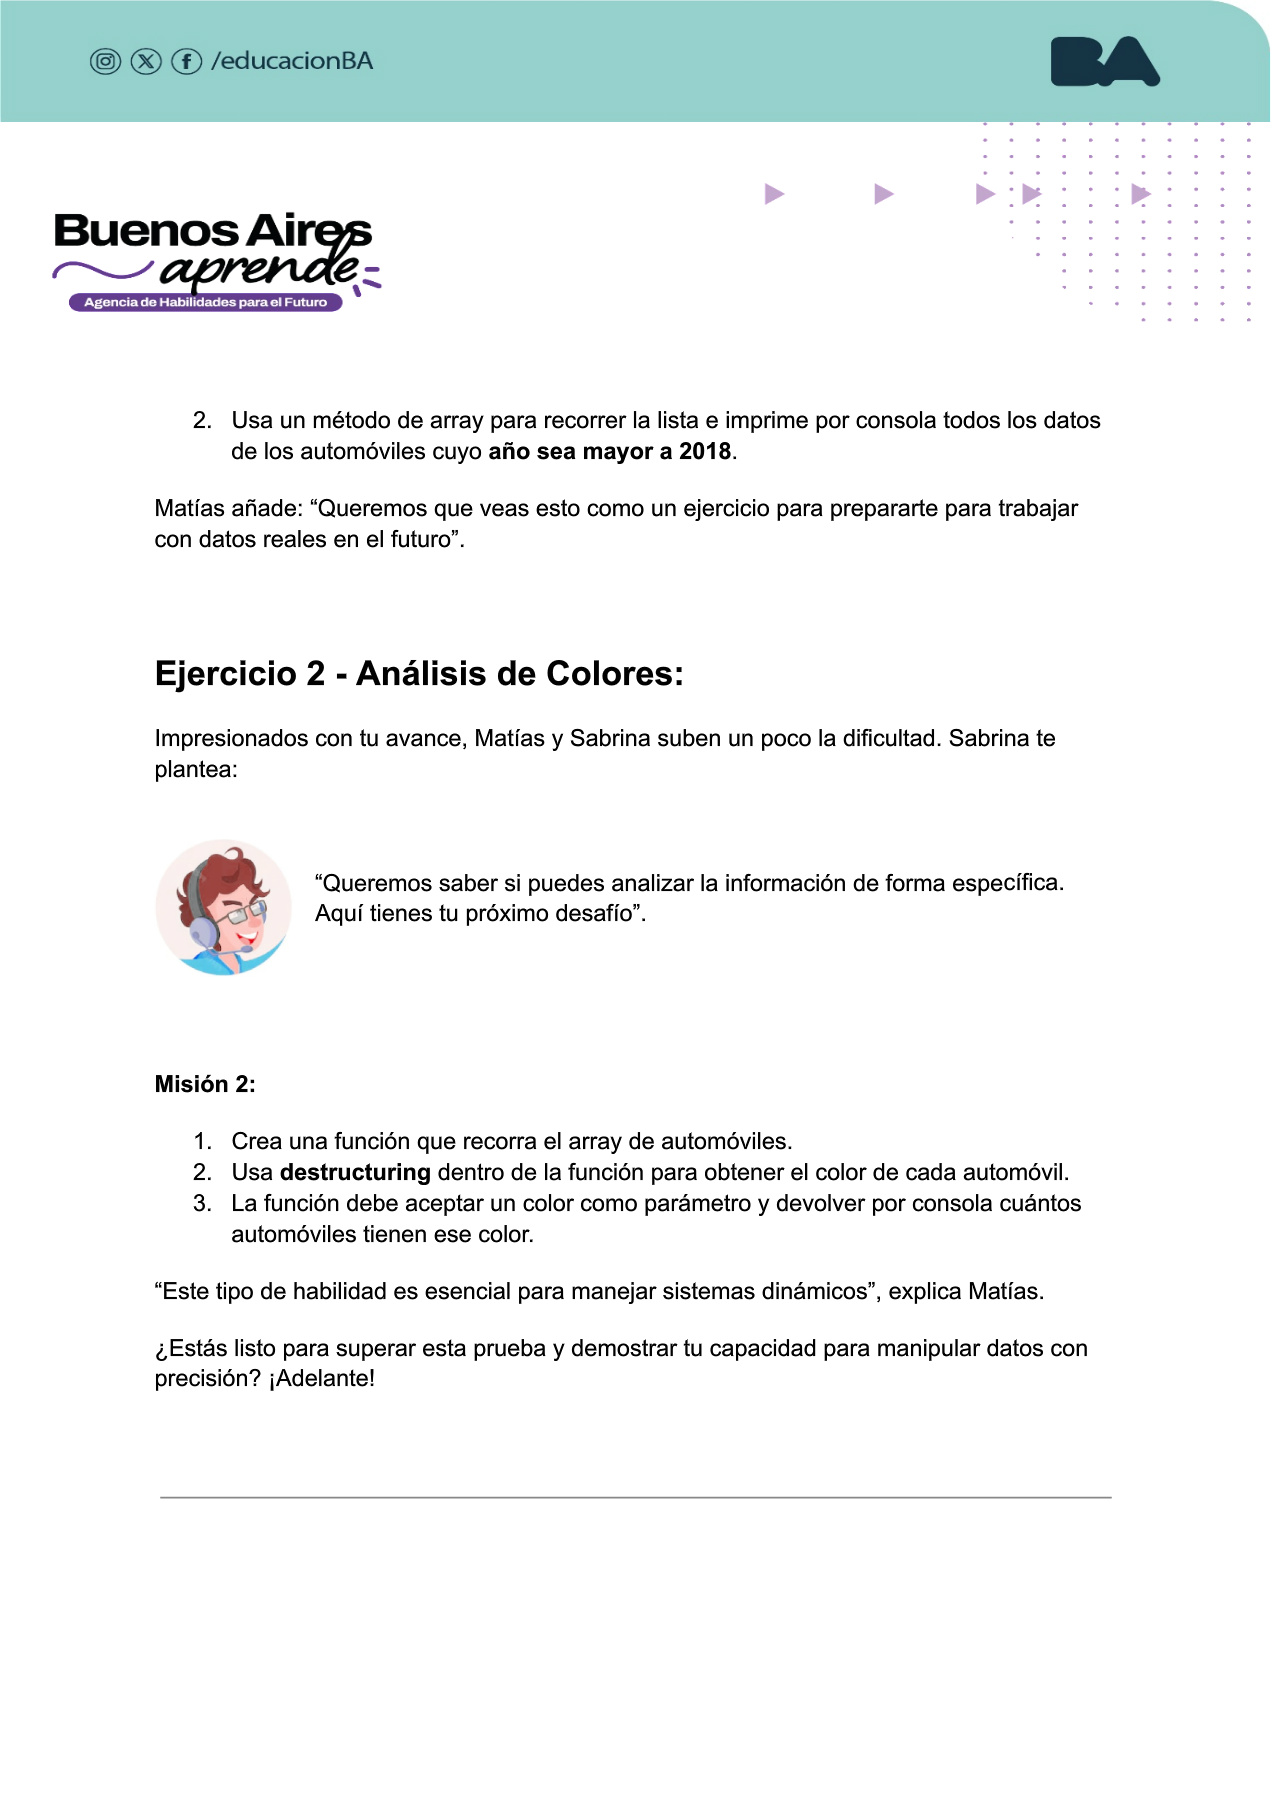 /educacionBA
BA
Buenos Aires
aprende
Agencia de Habilidades para el Futuro
2. Usa un método de array para recorrer la lista e imprime por consola todos los datos
de los automóviles cuyo año sea mayor a 2018.
Matías añade: “Queremos que veas esto como un ejercicio para prepararte para trabajar
con datos reales en el futuro”.
Ejercicio 2 - Análisis de Colores:
Impresionados con tu avance, Matías y Sabrina suben un poco la dificultad. Sabrina te
plantea:
“Queremos saber si puedes analizar la información de forma específica.
Aquí tienes tu próximo desafío”.
Misión 2:
1. Crea una función que recorra el array de automóviles.
2. Usa destructuring dentro de la función para obtener el color de cada automóvil.
3. La función debe aceptar un color como parámetro y devolver por consola cuántos
automóviles tienen ese color.
“Este tipo de habilidad es esencial para manejar sistemas dinámicos”, explica Matías.
¿Estás listo para superar esta prueba y demostrar tu capacidad para manipular datos con
precisión? ¡Adelante!